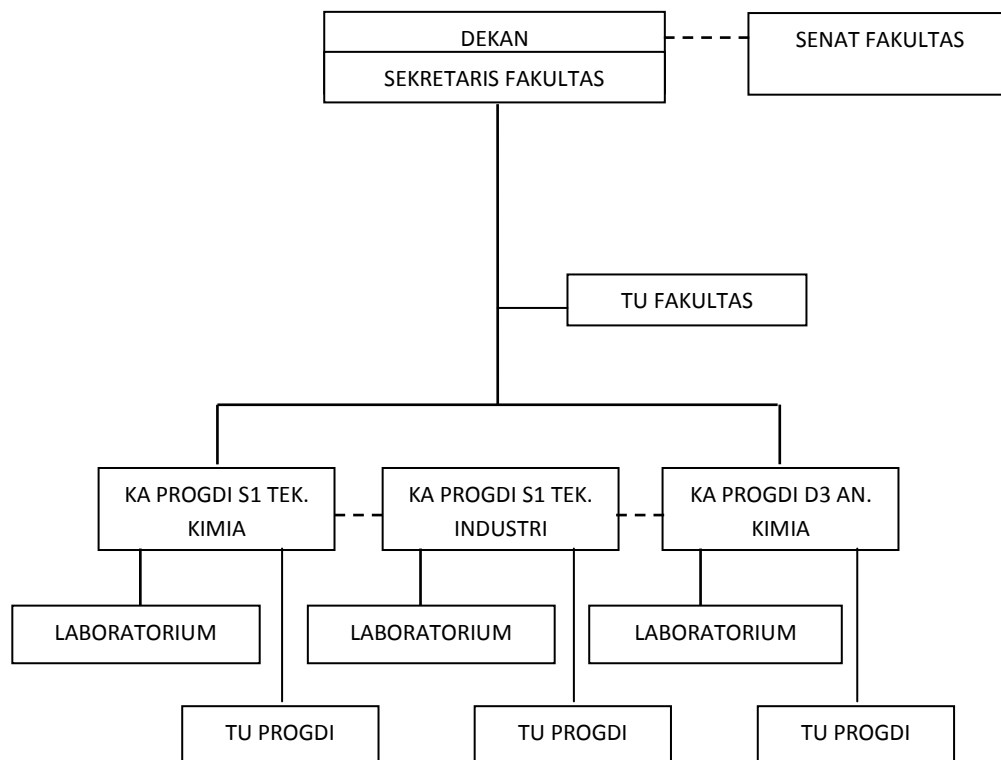 DEKAN
SENAT FAKULTAS
SEKRETARIS FAKULTAS
TU FAKULTAS
KA PROGDI S1 TEK.
KIMIA
KA PROGDI S1 TEK.
INDUSTRI
KA PROGDI D3 AN.
KIMIA
LABORATORIUM
LABORATORIUM
LABORATORIUM
TU PROGDI
TU PROGDI
TU PROGDI